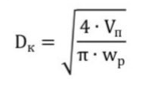 Dк = √(4 · Vп / π · wр)